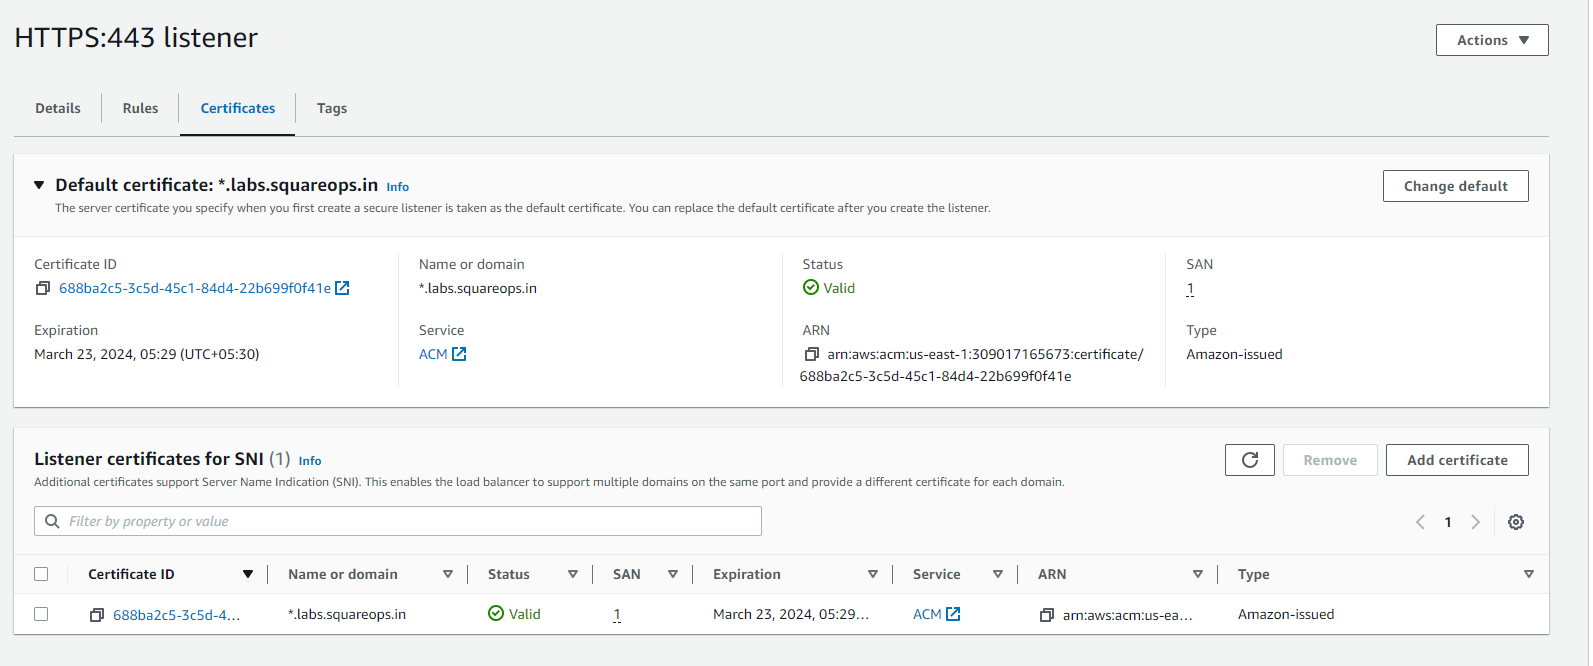 HTTPS:443 listener
Actions
Details Rules Certificates Tags
Default certificate: *.labs.squareops.in Info
The server certificate you specify when you first create a secure listener is taken as the default certificate. You can replace the default certificate after you create the listener.
Change default
Certificate ID
688ba2c5-3c5d-45c1-84d4-22b699f0f41e
Expiration
March 23, 2024, 05:29 (UTC+05:30)
Name or domain
*.labs.squareops.in
Service
ACM
Status
Valid
ARN
arn:aws:acm:us-east-1:309017165673:certificate/
688ba2c5-3c5d-45c1-84d4-22b699f0f41e
SAN
1
Type
Amazon-issued
Listener certificates for SNI (1) Info
Additional certificates support Server Name Indication (SNI). This enables the load balancer to support multiple domains on the same port and provide a different certificate for each domain.
Remove
Add certificate
Filter by property or value
1
Certificate ID Name or domain Status SAN Expiration Service ARN Type
688ba2c5-3c5d-4... *.labs.squareops.in Valid 1 March 23, 2024, 05:29... ACM arn:aws:acm:us-ea... Amazon-issued